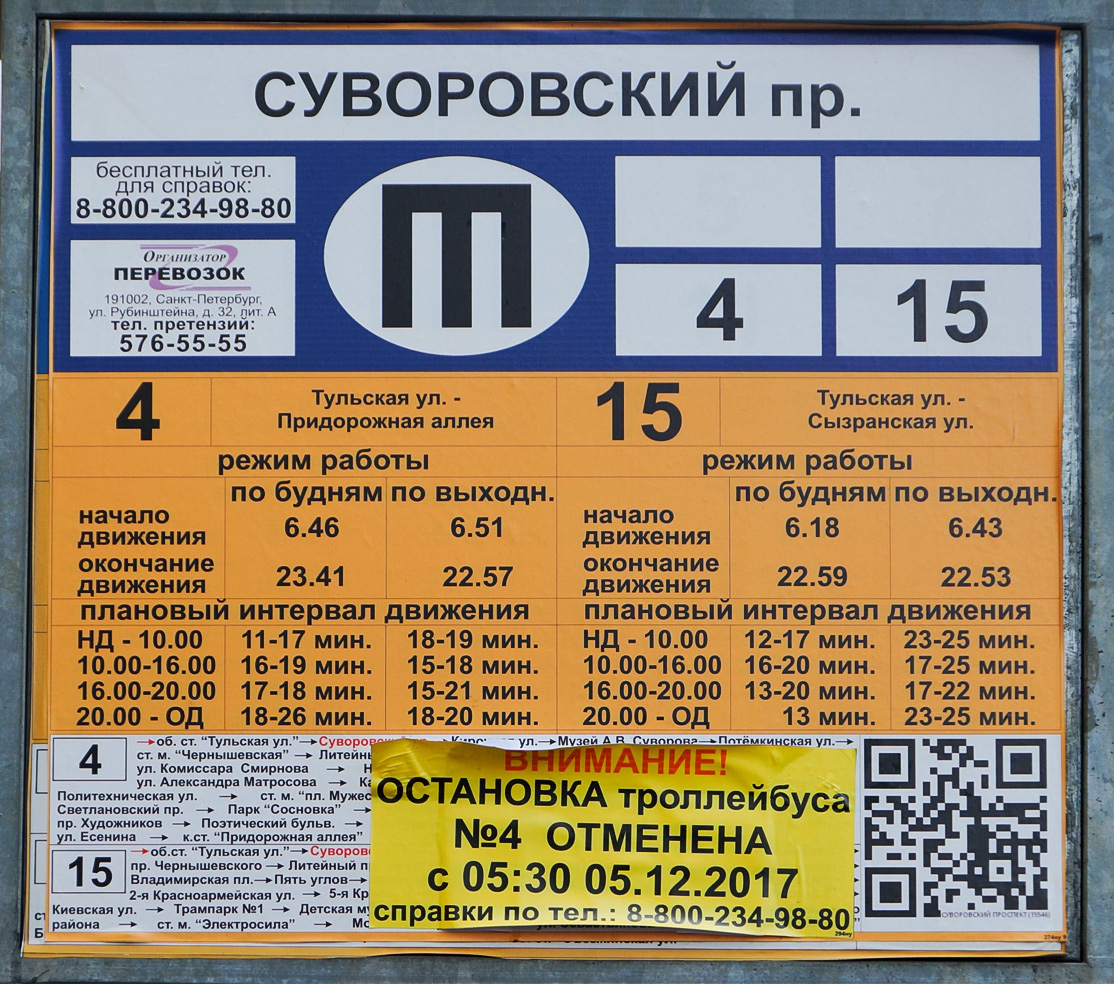 СУВОРОВСКИЙ пр.
бесплатный тел.
для справок:
8-800-234-98-80
ОРГАНИЗАТОР
ПЕРЕВОЗОК
191002, Санкт-Петербург,
ул. Рубинштейна, д. 32, лит. А
тел. претензий:
576-55-55
Ш
4 15
4 Тульская ул. -
Придорожная аллея
15 Тульская ул. -
Сызранская ул.
режим работы режим работы
по будням по выходн. по будням по выходн.
начало
движения 6.46 6.51 начало
движения 6.18 6.43
окончание
движения 23.41 22.57 окончание
движения 22.59 22.53
плановый интервал движения плановый интервал движения
НД - 10.00 11-17 мин. 18-19 мин. НД - 10.00 12-17 мин. 23-25 мин.
10.00-16.00 16-19 мин. 15-18 мин. 10.00-16.00 16-20 мин. 17-25 мин.
16.00-20.00 17-18 мин. 15-21 мин. 16.00-20.00 13-20 мин. 17-22 мин.
20.00 - ОД 18-26 мин. 18-20 мин. 20.00 - ОД 13 мин. 23-25 мин.
4
→об. ст. “Тульская ул.”→ →Музей А.В. Суворова→Потёмкинская ул.→
ст. м. “Чернышевская” →
ул. Комиссара Смирнова →
ул. Александра Матросова →
Политехническая ул. → ст. м. “пл.
Светлановский пр. → Парк “Сосновка”
пр. Художников → Поэтический бульв. →
ул. Есенина → к.ст. “Придорожная аллея”
15
→об.ст. “Тульская ул.”→
пр. Чернышевского → Литейный
Владимирская пл.→Пять углов→
2-я Красноармейская ул. → 5-я
Киевская ул. → Трампарк №1 → Детская
района → ст. м. “Электросила” →
ВНИМАНИЕ!
ОСТАНОВКА троллейбуса
№4 ОТМЕНЕНА
с 05:30 05.12.2017
справки по тел.: 8-800-234-98-80
СУВОРОВСКИЙ ПРОСПЕКТ (15546)